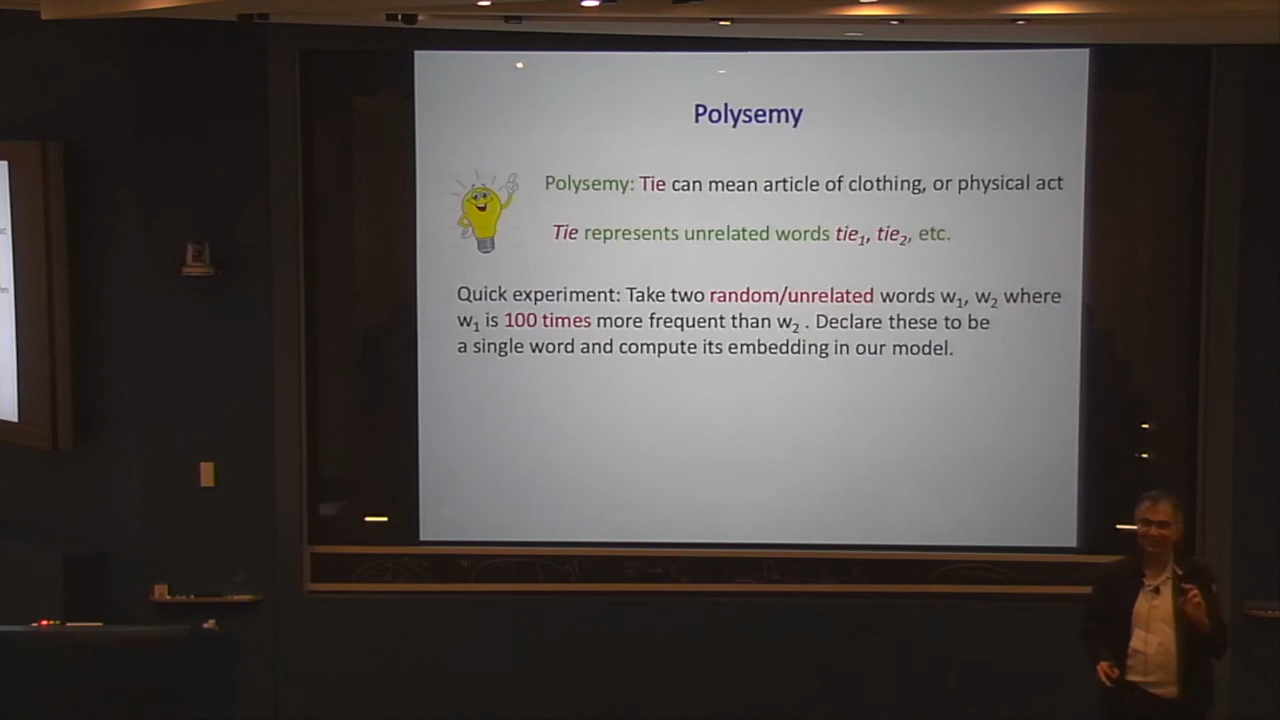 Polysemy
Polysemy: Tie can mean article of clothing, or physical act
Tie represents unrelated words tie₁, tie₂, etc.
Quick experiment: Take two random/unrelated words w₁, w₂ where
w₁ is 100 times more frequent than w₂ . Declare these to be
a single word and compute its embedding in our model.